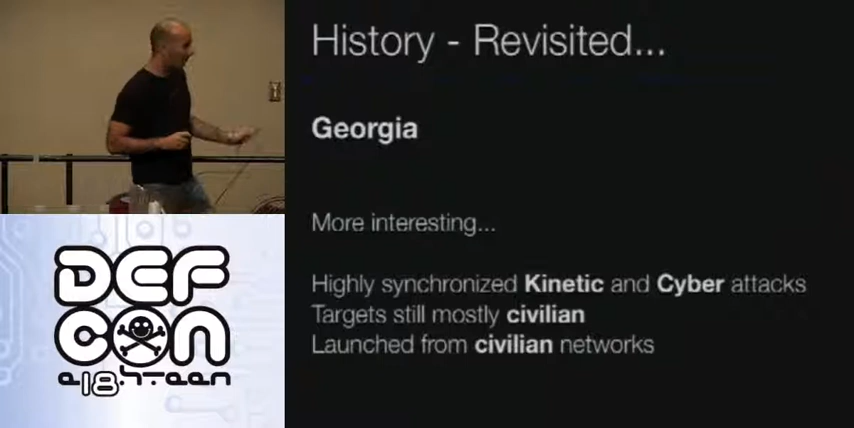 History - Revisited...
Georgia
More interesting...
Highly synchronized Kinetic and Cyber attacks
Targets still mostly civilian
Launched from civilian networks
DEF
CON
e18hteen